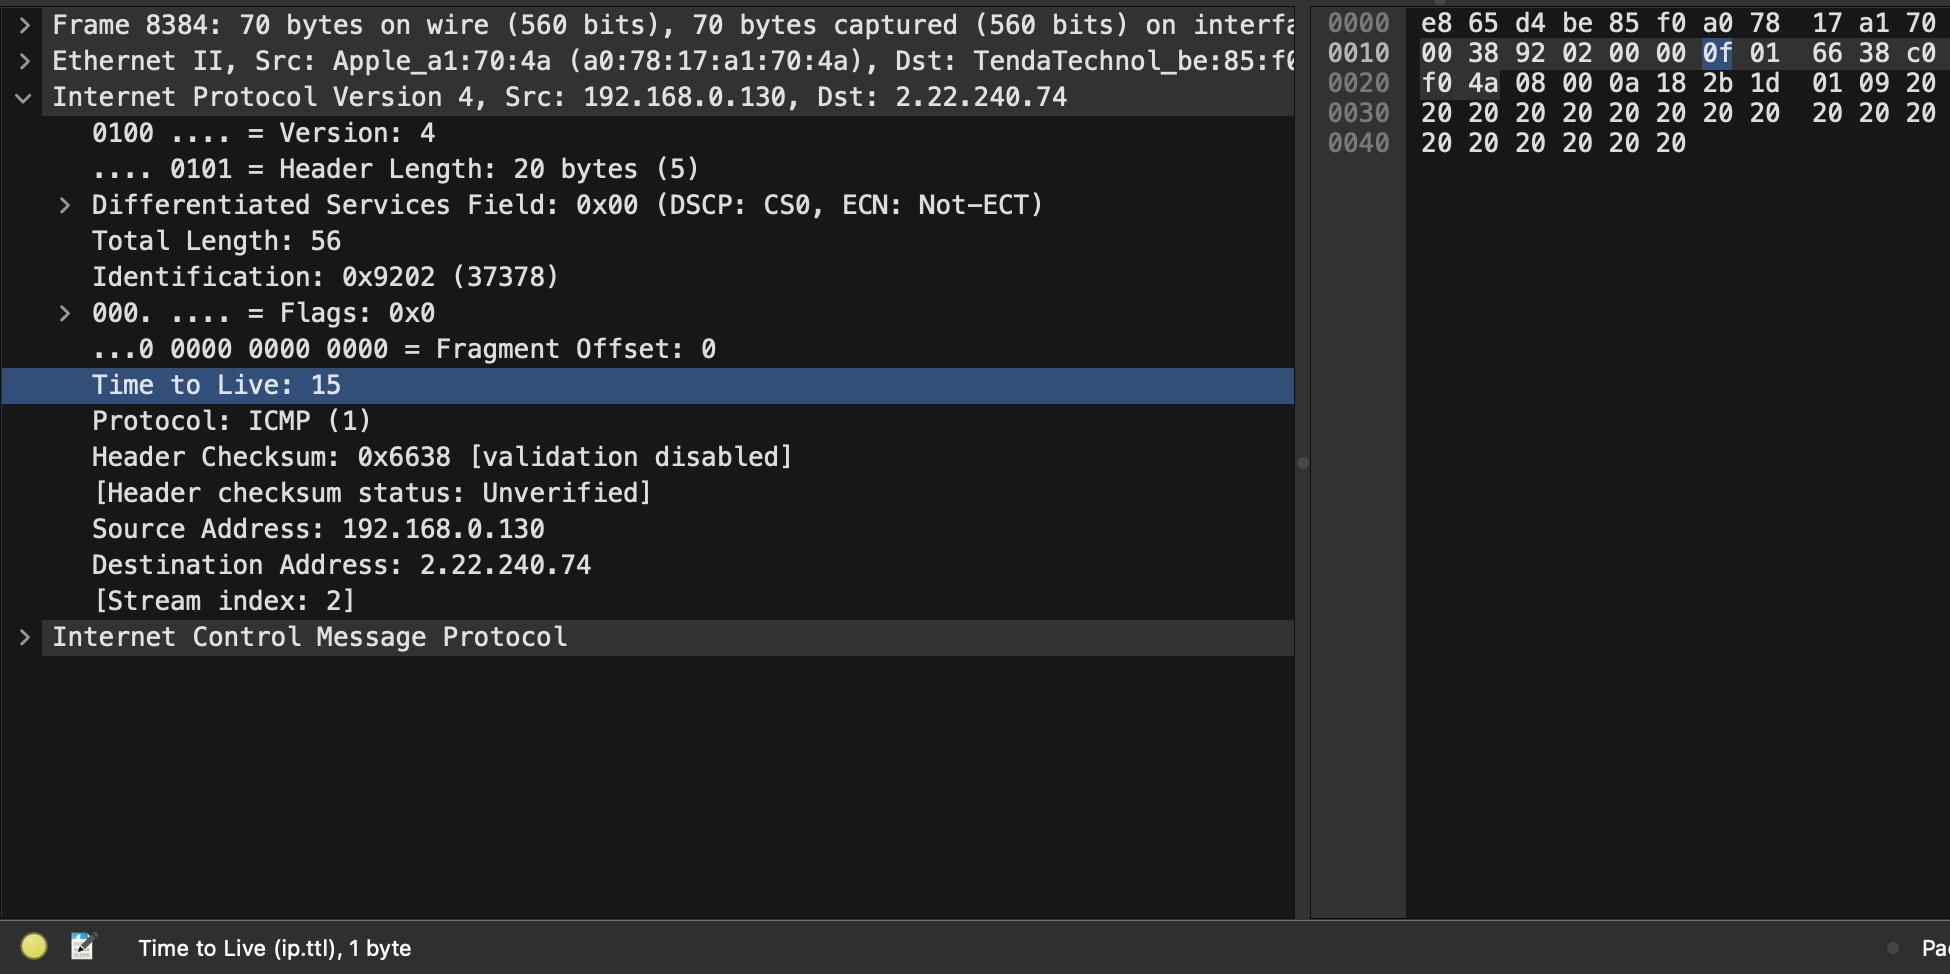 Frame 8384: 70 bytes on wire (560 bits), 70 bytes captured (560 bits) on interfa
Ethernet II, Src: Apple_a1:70:4a (a0:78:17:a1:70:4a), Dst: TendaTechnol_be:85:f0
Internet Protocol Version 4, Src: 192.168.0.130, Dst: 2.22.240.74
0100 .... = Version: 4
.... 0101 = Header Length: 20 bytes (5)
Differentiated Services Field: 0x00 (DSCP: CS0, ECN: Not-ECT)
Total Length: 56
Identification: 0x9202 (37378)
000. .... = Flags: 0x0
...0 0000 0000 0000 = Fragment Offset: 0
Time to Live: 15
Protocol: ICMP (1)
Header Checksum: 0x6638 [validation disabled]
[Header checksum status: Unverified]
Source Address: 192.168.0.130
Destination Address: 2.22.240.74
[Stream index: 2]
Internet Control Message Protocol
0000 e8 65 d4 be 85 f0 a0 78 17 a1 70
0010 00 38 92 02 00 00 0f 01 66 38 c0
0020 f0 4a 08 00 0a 18 2b 1d 01 09 20
0030 20 20 20 20 20 20 20 20 20 20 20
0040 20 20 20 20 20 20
Time to Live (ip.ttl), 1 byte
Pa